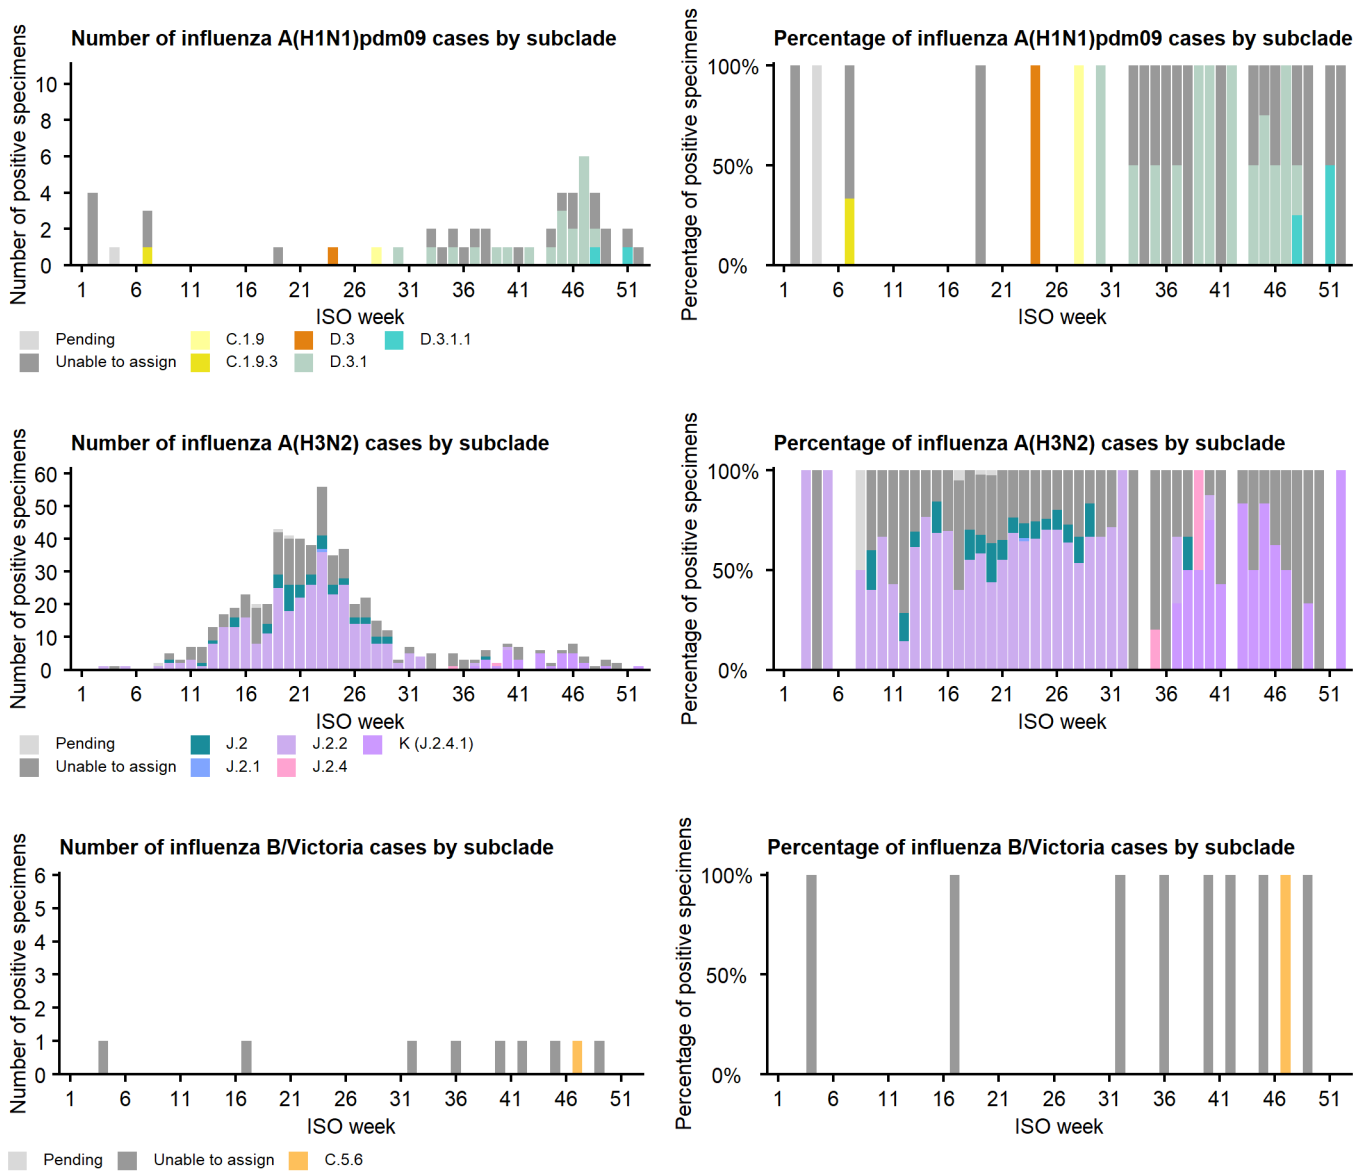 Number of influenza A(H1N1)pdm09 cases by subclade
Number of positive specimens
10
8
6
4
2
0
1 6 11 16 21 26 31 36 41 46 51
ISO week
Percentage of influenza A(H1N1)pdm09 cases by subclade
Percentage of positive specimens
100%
50%
0%
1 6 11 16 21 26 31 36 41 46 51
ISO week
Pending C.1.9 D.3 D.3.1.1
Unable to assign C.1.9.3 D.3.1
Number of influenza A(H3N2) cases by subclade
Number of positive specimens
60
50
40
30
20
10
0
1 6 11 16 21 26 31 36 41 46 51
ISO week
Percentage of influenza A(H3N2) cases by subclade
Percentage of positive specimens
100%
50%
0%
1 6 11 16 21 26 31 36 41 46 51
ISO week
Pending J.2 J.2.2 K (J.2.4.1)
Unable to assign J.2.1 J.2.4
Number of influenza B/Victoria cases by subclade
Number of positive specimens
6
5
4
3
2
1
0
1 6 11 16 21 26 31 36 41 46 51
ISO week
Percentage of influenza B/Victoria cases by subclade
Percentage of positive specimens
100%
50%
0%
1 6 11 16 21 26 31 36 41 46 51
ISO week
Pending Unable to assign C.5.6